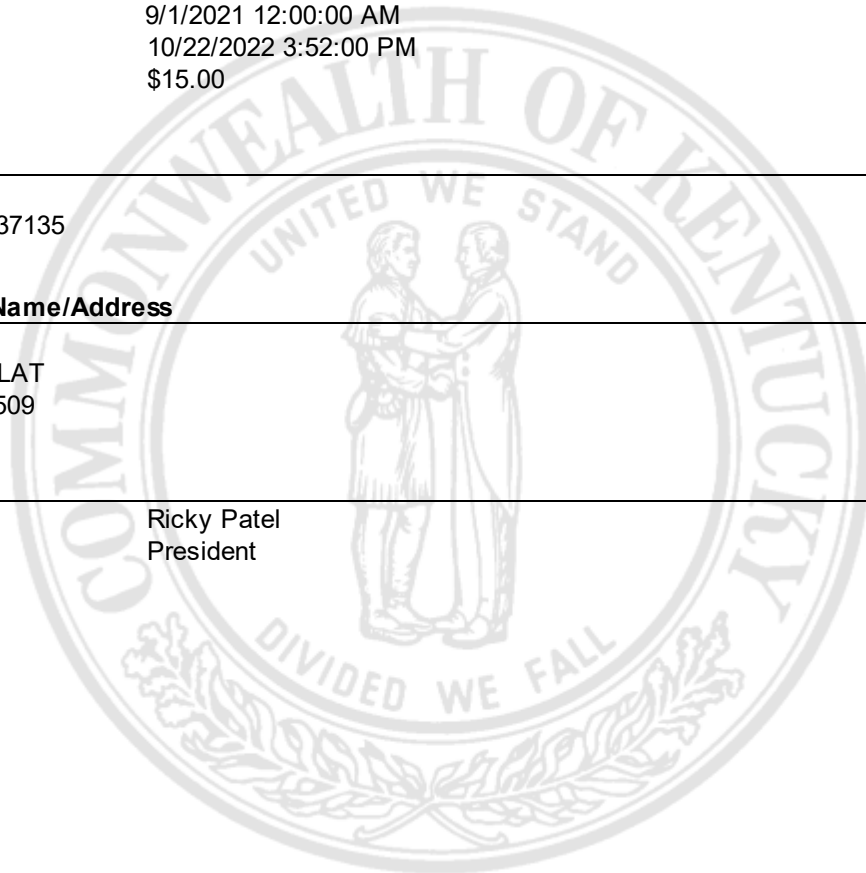 9/1/2021 12:00:00 AM
10/22/2022 3:52:00 PM
$15.00
37135
Name/Address
LAT
509
Ricky Patel
President
COMMONWEALTH OF KENTUCKY
UNITED WE STAND
DIVIDED WE FALL